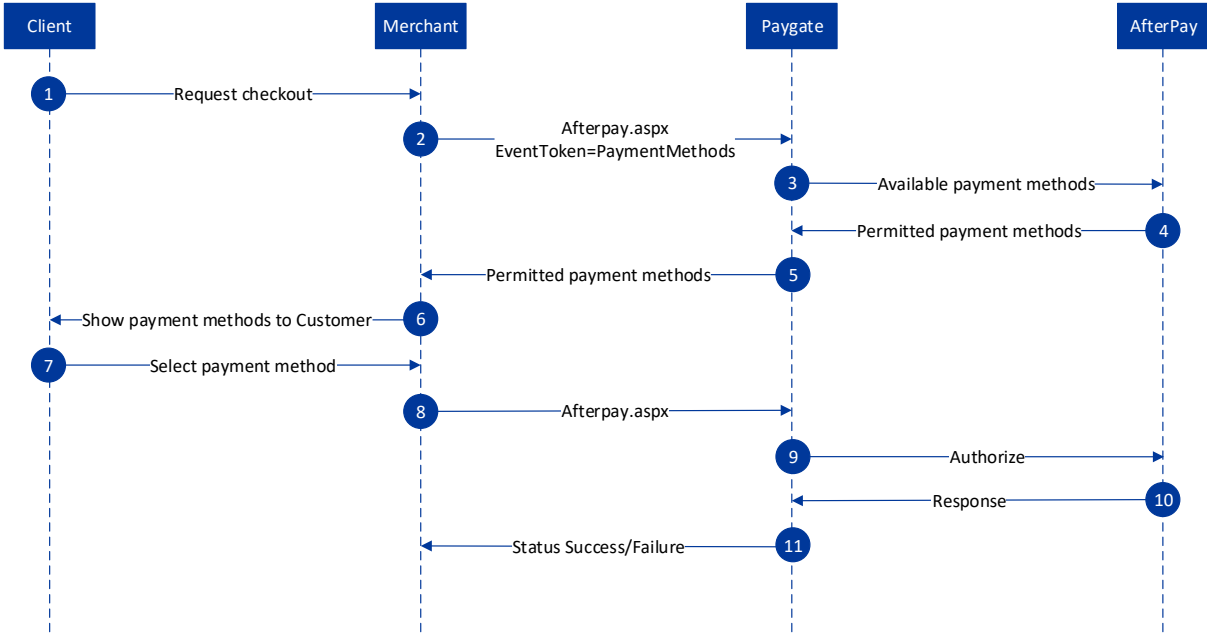 Client
Merchant
Paygate
AfterPay
1
Request checkout
2
Afterpay.aspx
EventToken=PaymentMethods
3
Available payment methods
Permitted payment methods
4
Permitted payment methods
5
Show payment methods to Customer
6
7
Select payment method
8
Afterpay.aspx
9
Authorize
Response
10
Status Success/Failure
11